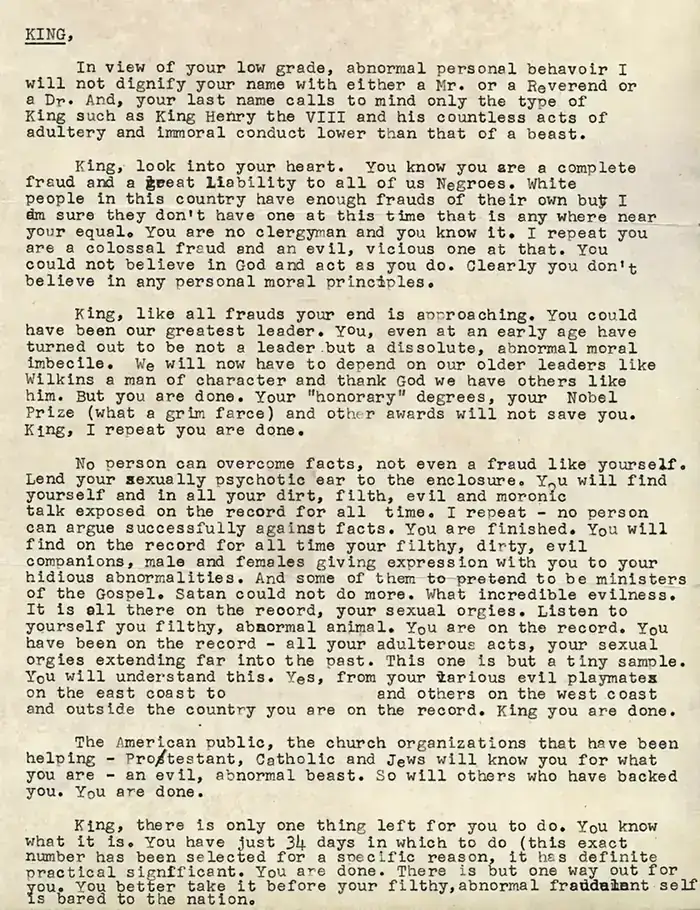 KING,
In view of your low grade, abnormal personal behavoir I
will not dignify your name with either a Mr. or a Reverend or
a Dr. And, your last name calls to mind only the type of
King such as King Henry the VIII and his countless acts of
adultery and immoral conduct lower than that of a beast.
King, look into your heart. You know you are a complete
fraud and a great liability to all of us Negroes. White
people in this country have enough frauds of their own but I
am sure they don't have one at this time that is any where near
your equal. You are no clergyman and you know it. I repeat you
are a colossal fraud and an evil, vicious one at that. You
could not believe in God and act as you do. Clearly you don't
believe in any personal moral principles.
King, like all frauds your end is approaching. You could
have been our greatest leader. You, even at an early age have
turned out to be not a leader but a dissolute, abnormal moral
imbecile. We will now have to depend on our older leaders like
Wilkins a man of character and thank God we have others like
him. But you are done. Your "honorary" degrees, your Nobel
Prize (what a grim farce) and other awards will not save you.
King, I repeat you are done.
No person can overcome facts, not even a fraud like yourself.
Lend your sexually psychotic ear to the enclosure. You will find
yourself and in all your dirt, filth, evil and moronic
talk exposed on the record for all time. I repeat - no person
can argue successfully against facts. You are finished. You will
find on the record for all time your filthy, dirty, evil
companions, male and females giving expression with you to your
hidious abnormalities. And some of them to pretend to be ministers
of the Gospel. Satan could not do more. What incredible evilness.
It is all there on the record, your sexual orgies. Listen to
yourself you filthy, abnormal animal. You are on the record. You
have been on the record - all your adulterous acts, your sexual
orgies extending far into the past. This one is but a tiny sample.
You will understand this. Yes, from your various evil playmates
on the east coast to and others on the west coast
and outside the country you are on the record. King you are done.
The American public, the church organizations that have been
helping - Protestant, Catholic and Jews will know you for what
you are - an evil, abnormal beast. So will others who have backed
you. You are done.
King, there is only one thing left for you to do. You know
what it is. You have just 34 days in which to do (this exact
number has been selected for a specific reason, it has definite
practical signficant. You are done. There is but one way out for
you. You better take it before your filthy,abnormal fraudulant self
is bared to the nation.